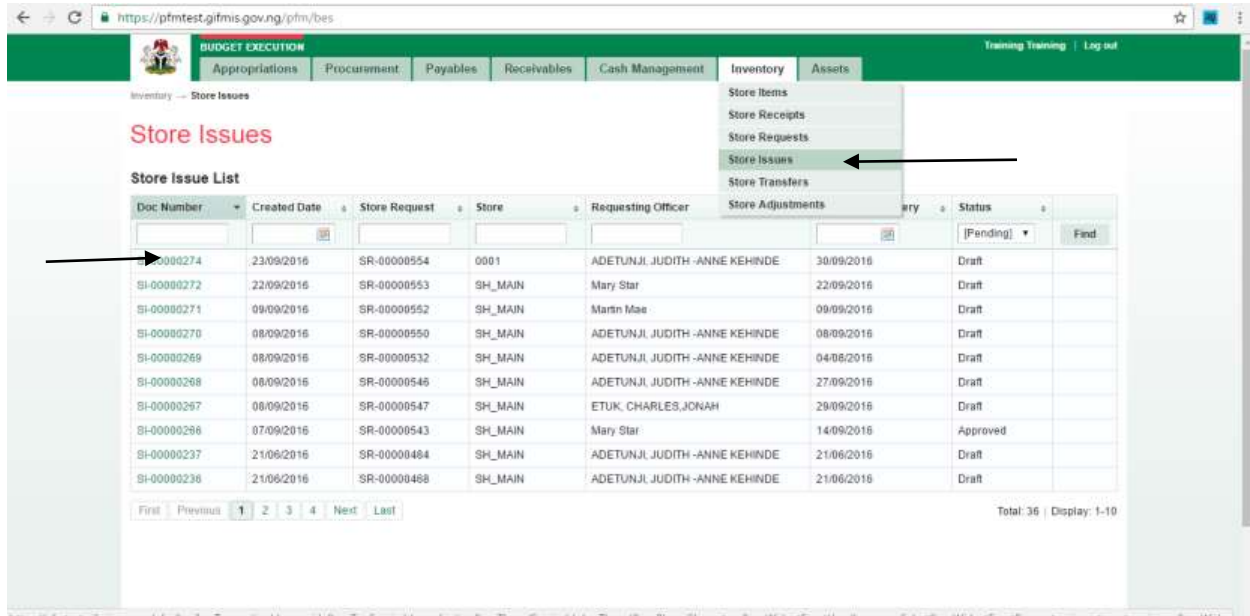 https://pfmtest.gifmis.gov.ng/pfm/bes
BUDGET EXECUTION
Training Training | Log out
Appropriations Procurement Payables Receivables Cash Management Inventory Assets
Inventory → Store Issues
Store Items
Store Receipts
Store Requests
Store Issues
Store Transfers
Store Adjustments
Store Issues
Store Issue List
Doc Number Created Date Store Request Store Requesting Officer ery Status
[Pending] Find
SI-00000274 23/09/2016 SR-00000554 0001 ADETUNJI, JUDITH -ANNE KEHINDE 30/09/2016 Draft
SI-00000272 22/09/2016 SR-00000553 SH_MAIN Mary Star 22/09/2016 Draft
SI-00000271 09/09/2016 SR-00000552 SH_MAIN Martin Mae 09/09/2016 Draft
SI-00000270 08/09/2016 SR-00000550 SH_MAIN ADETUNJI, JUDITH -ANNE KEHINDE 08/09/2016 Draft
SI-00000269 08/09/2016 SR-00000532 SH_MAIN ADETUNJI, JUDITH -ANNE KEHINDE 04/08/2016 Draft
SI-00000268 08/09/2016 SR-00000546 SH_MAIN ADETUNJI, JUDITH -ANNE KEHINDE 27/09/2016 Draft
SI-00000267 08/09/2016 SR-00000547 SH_MAIN ETUK, CHARLES,JONAH 29/09/2016 Draft
SI-00000266 07/09/2016 SR-00000543 SH_MAIN Mary Star 14/09/2016 Approved
SI-00000237 21/06/2016 SR-00000484 SH_MAIN ADETUNJI, JUDITH -ANNE KEHINDE 21/06/2016 Draft
SI-00000236 21/06/2016 SR-00000468 SH_MAIN ADETUNJI, JUDITH -ANNE KEHINDE 21/06/2016 Draft
First Previous 1 2 3 4 Next Last
Total: 36 | Display: 1-10